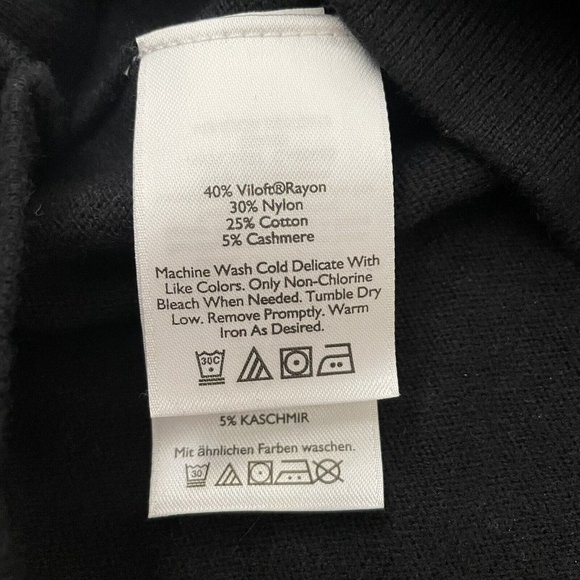 40% Viloft®Rayon
30% Nylon
25% Cotton
5% Cashmere
Machine Wash Cold Delicate With
Like Colors. Only Non-Chlorine
Bleach When Needed. Tumble Dry
Low. Remove Promptly. Warm
Iron As Desired.
30C
5% KASCHMIR
Mit ähnlichen Farben waschen.
30